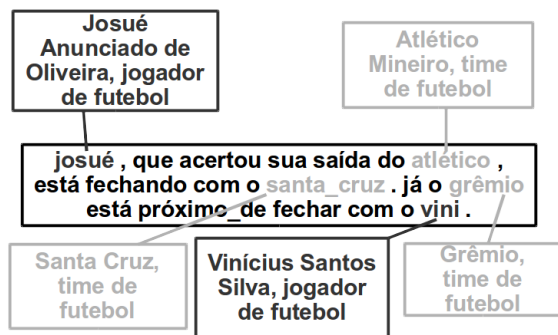 Josué
Anunciado de
Oliveira, jogador
de futebol
Atlético
Mineiro, time
de futebol
josué , que acertou sua saída do atlético ,
está fechando com o santa_cruz . já o grêmio
está próximo_de fechar com o vini .
Santa Cruz,
time de
futebol
Vinícius Santos
Silva, jogador
de futebol
Grêmio,
time de
futebol